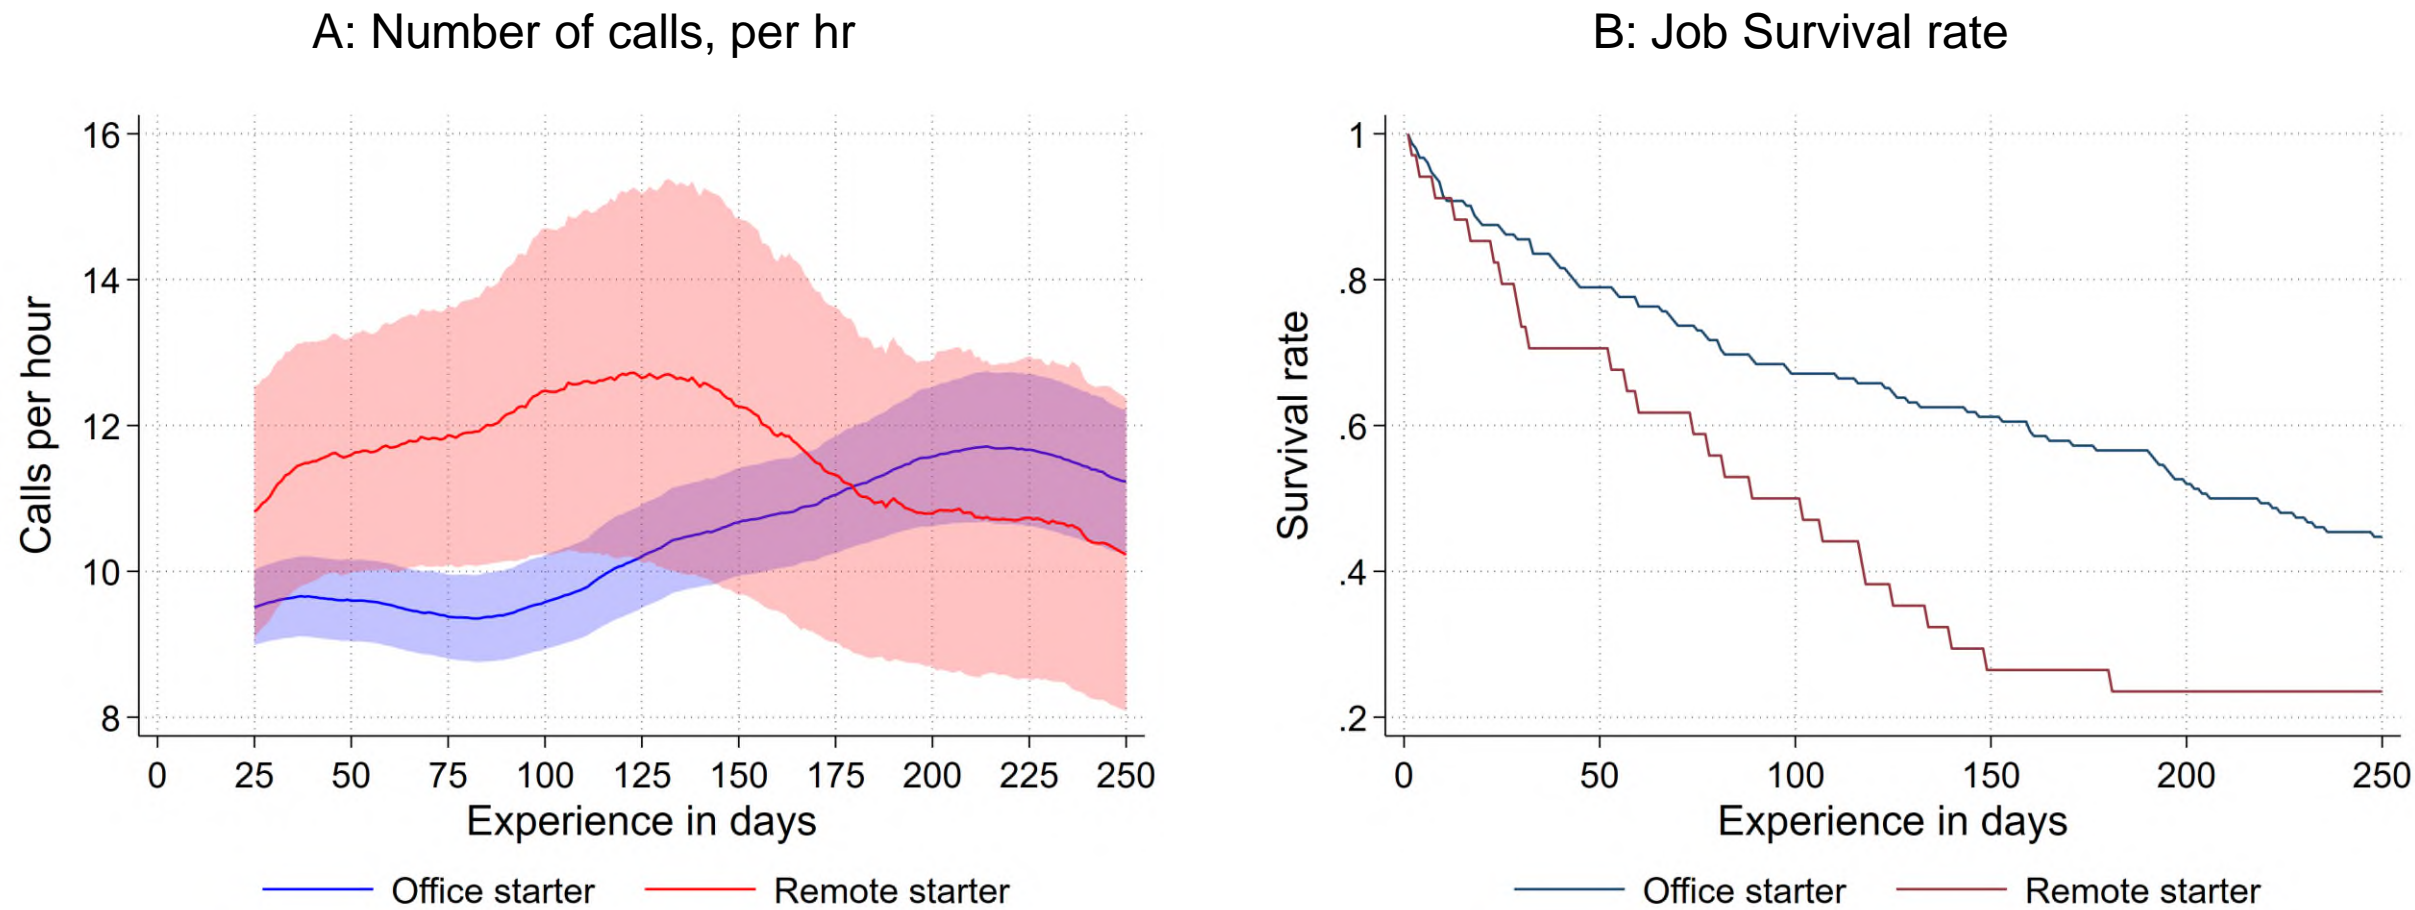 A: Number of calls, per hr
16
14
12
10
8
Calls per hour
0 25 50 75 100 125 150 175 200 225 250
Experience in days
Office starter Remote starter
B: Job Survival rate
1
.8
.6
.4
.2
Survival rate
0 50 100 150 200 250
Experience in days
Office starter Remote starter